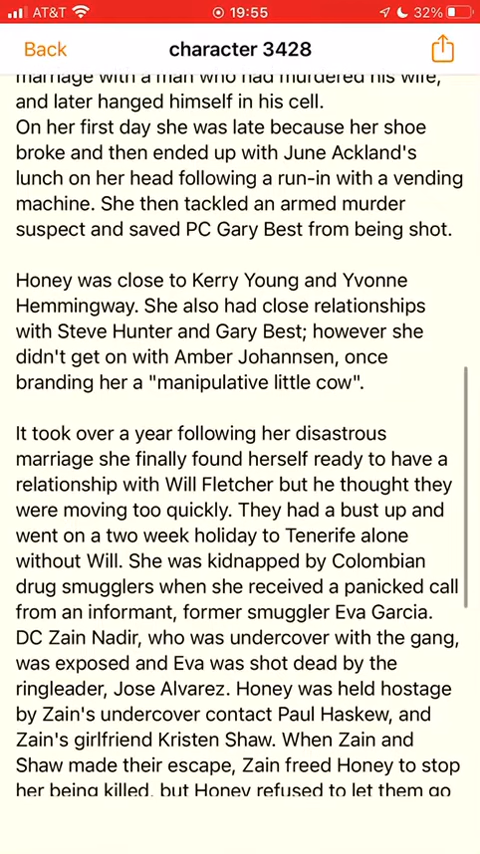 AT&T 19:55 32%
Back character 3428
marriage with a man who had murdered his wife,
and later hanged himself in his cell.
On her first day she was late because her shoe
broke and then ended up with June Ackland's
lunch on her head following a run-in with a vending
machine. She then tackled an armed murder
suspect and saved PC Gary Best from being shot.
Honey was close to Kerry Young and Yvonne
Hemmingway. She also had close relationships
with Steve Hunter and Gary Best; however she
didn't get on with Amber Johannsen, once
branding her a "manipulative little cow".
It took over a year following her disastrous
marriage she finally found herself ready to have a
relationship with Will Fletcher but he thought they
were moving too quickly. They had a bust up and
went on a two week holiday to Tenerife alone
without Will. She was kidnapped by Colombian
drug smugglers when she received a panicked call
from an informant, former smuggler Eva Garcia.
DC Zain Nadir, who was undercover with the gang,
was exposed and Eva was shot dead by the
ringleader, Jose Alvarez. Honey was held hostage
by Zain's undercover contact Paul Haskew, and
Zain's girlfriend Kristen Shaw. When Zain and
Shaw made their escape, Zain freed Honey to stop
her being killed, but Honey refused to let them go